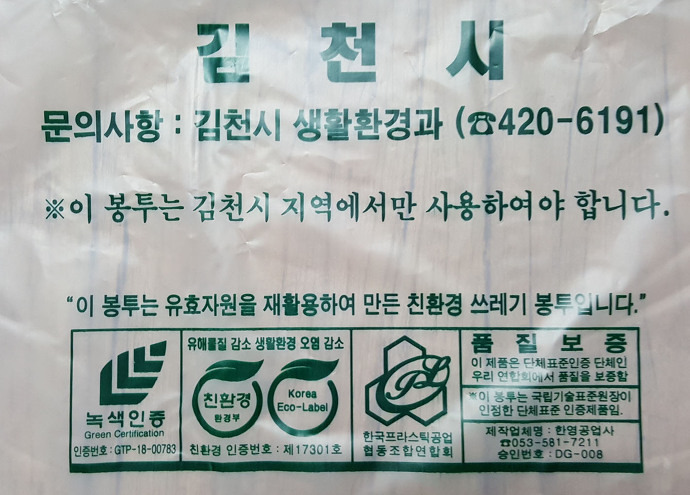 김천시
문의사항 : 김천시 생활환경과 (☎420-6191)
※이 봉투는 김천시 지역에서만 사용하여야 합니다.
"이 봉투는 유효자원을 재활용하여 만든 친환경 쓰레기 봉투입니다."
녹색인증
Green Certification
인증번호 : GTP-18-00783
유해물질 감소 생활환경 오염 감소
친환경
환경부
Korea
Eco-Label
친환경 인증번호 : 제17301호
PL
한국프라스틱공업
협동조합연합회
품질보증
이 제품은 단체표준인증 단체인
우리 연합회에서 품질을 보증함
※이 봉투는 국립기술표준원장이
인정한 단체표준 인증제품임.
제작업체명 : 한영공업사
☎053-581-7211
승인번호 : DG-008